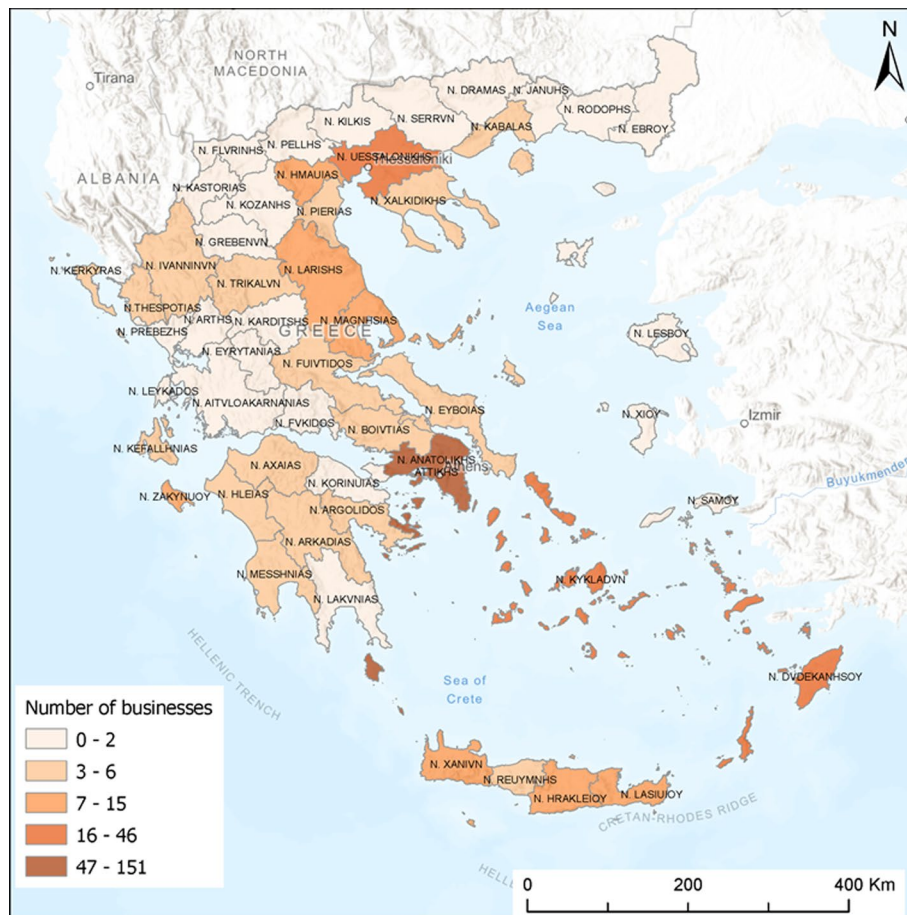 N
NORTH
MACEDONIA
Tirana
N. DRAMAS
N. JANUHS
N. RODOPHS
N. SERRVN
N. KILKIS
N. KABALAS
N. EBROY
N. PELLHS
N. FLVRINHS
N. UESSALONIKHS
Thessaloniki
ALBANIA
N. HMAUIAS
N. KASTORIAS
N. KOZANHS
N. XALKIDIKHS
N. PIERIAS
N. GREBENVN
N. KERKYRAS
N. IVANNINVN
N. LARISHS
N. TRIKALVN
N. THESPOTIAS
Aegean
Sea
N. ARTHS
N. KARDITSHS
N. MAGNHSIAS
N. PREBEZHS
GREECE
N. LESBOY
N. EYRYTANIAS
N. FUIVTIDOS
N. LEYKADOS
N. AITVLOAKARNANIAS
N. EYBOIAS
N. XIOY
Izmir
N. FVKIDOS
N. BOIVTIAS
N. KEFALLHNIAS
N. ANATOLIKHS
ATTIKHS
Athens
N. AXAIAS
N. KORINUIAS
Buyukmender
N. ZAKYNUOY
N. HLEIAS
N. SAMOY
N. ARGOLIDOS
N. ARKADIAS
N. MESSHNIAS
N. KYKLADVN
N. LAKVNIAS
HELLENIC TRENCH
N. DVDEKANHSOY
Sea of
Crete
N. XANIVN
N. REUYMNHS
N. HRAKLEIOY
N. LASIUIOY
CRETAN-RHODES RIDGE
Number of businesses
0 - 2
3 - 6
7 - 15
16 - 46
47 - 151
0 200 400 Km